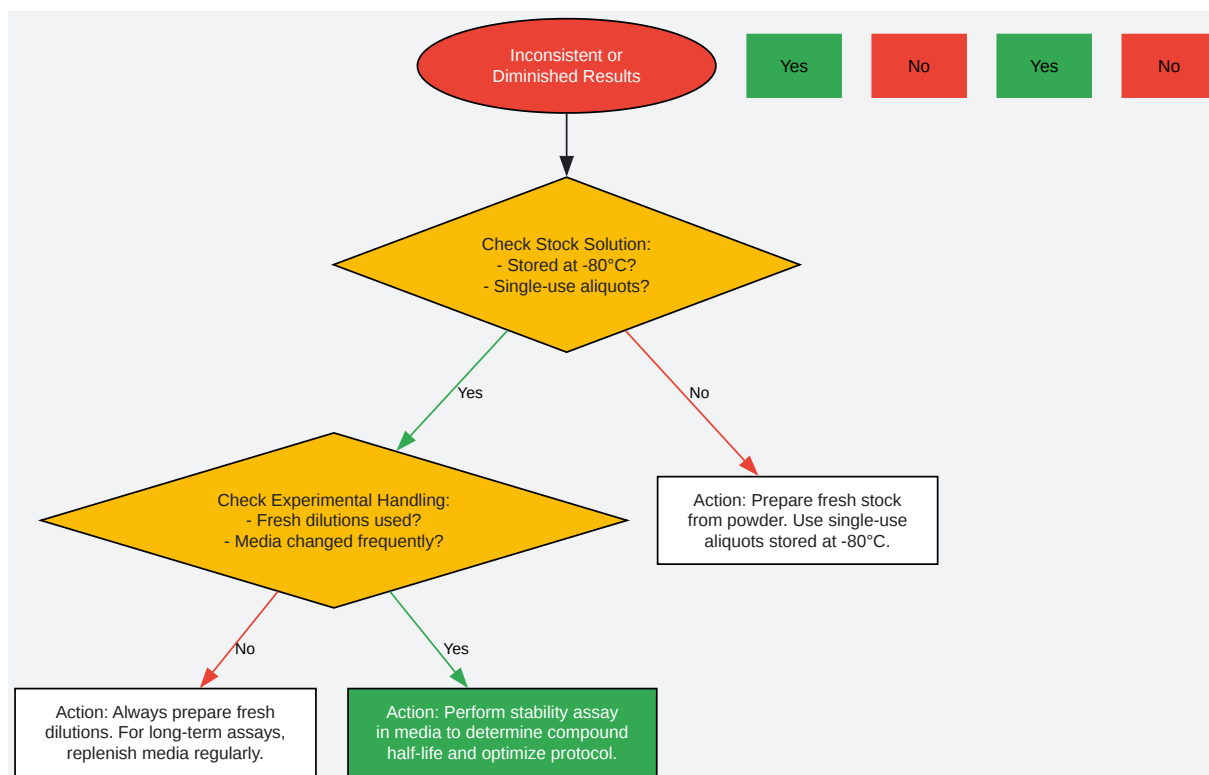 Inconsistent or
Diminished Results
Yes
No
Yes
No
Check Stock Solution:
- Stored at -80°C?
- Single-use aliquots?
Yes
No
Check Experimental Handling:
- Fresh dilutions used?
- Media changed frequently?
Action: Prepare fresh stock
from powder. Use single-use
aliquots stored at -80°C.
No
Yes
Action: Always prepare fresh
dilutions. For long-term assays,
replenish media regularly.
Action: Perform stability assay
in media to determine compound
half-life and optimize protocol.